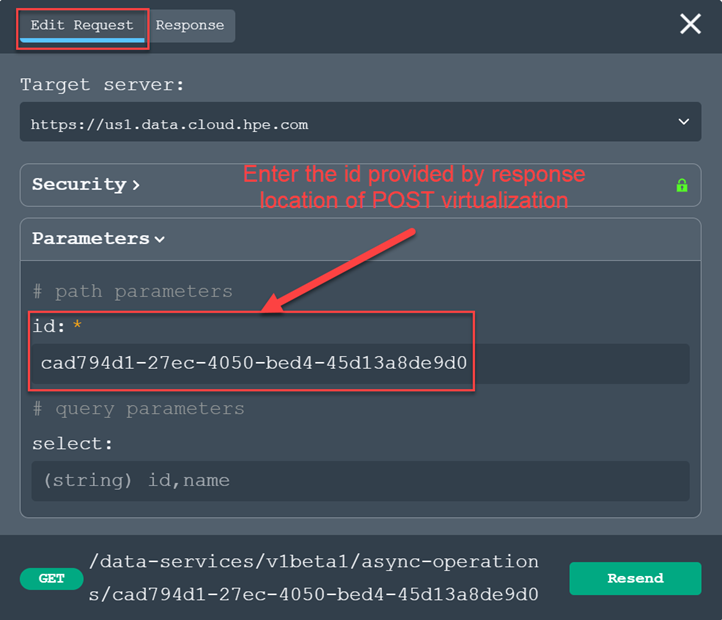 Edit Request Response
Target server:
https://us1.data.cloud.hpe.com
Security
Enter the id provided by response
location of POST virtualization
Parameters
# path parameters
id: *
cad794d1-27ec-4050-bed4-45d13a8de9d0
# query parameters
select:
(string) id,name
/data-services/v1beta1/async-operation
GET
s/cad794d1-27ec-4050-bed4-45d13a8de9d0
Resend